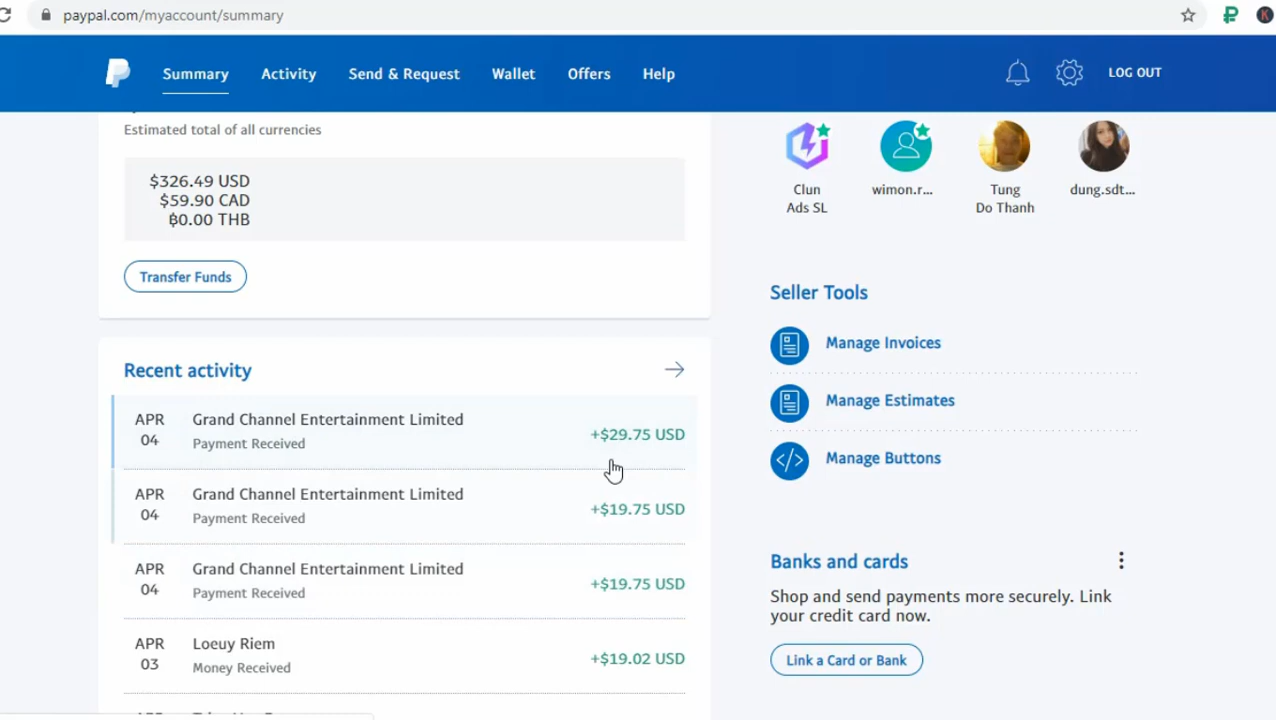 paypal.com/myaccount/summary
Summary
Activity
Send & Request
Wallet
Offers
Help
LOG OUT
Estimated total of all currencies
$326.49 USD
$59.90 CAD
฿0.00 THB
Transfer Funds
Recent activity
APR
04
Grand Channel Entertainment Limited
Payment Received
+$29.75 USD
APR
04
Grand Channel Entertainment Limited
Payment Received
+$19.75 USD
APR
04
Grand Channel Entertainment Limited
Payment Received
+$19.75 USD
APR
03
Loeuy Riem
Money Received
+$19.02 USD
Clun
Ads SL
wimon.r...
Tung
Do Thanh
dung.sdt...
Seller Tools
Manage Invoices
Manage Estimates
Manage Buttons
Banks and cards
Shop and send payments more securely. Link
your credit card now.
Link a Card or Bank